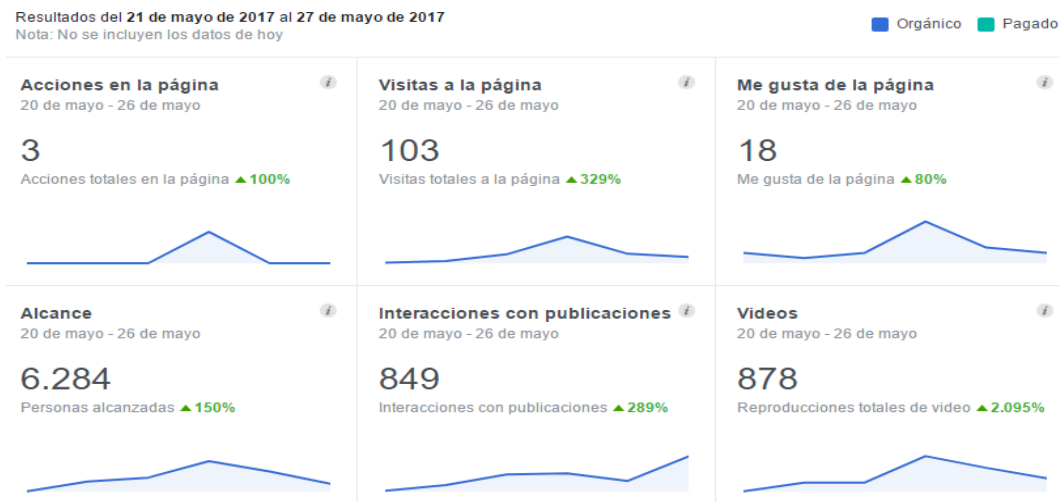 Resultados del 21 de mayo de 2017 al 27 de mayo de 2017
Nota: No se incluyen los datos de hoy
Orgánico Pagado
Acciones en la página
20 de mayo - 26 de mayo
3
Acciones totales en la página ▲100%
Visitas a la página
20 de mayo - 26 de mayo
103
Visitas totales a la página ▲329%
Me gusta de la página
20 de mayo - 26 de mayo
18
Me gusta de la página ▲80%
Alcance
20 de mayo - 26 de mayo
6.284
Personas alcanzadas ▲150%
Interacciones con publicaciones
20 de mayo - 26 de mayo
849
Interacciones con publicaciones ▲289%
Videos
20 de mayo - 26 de mayo
878
Reproducciones totales de video ▲2.095%